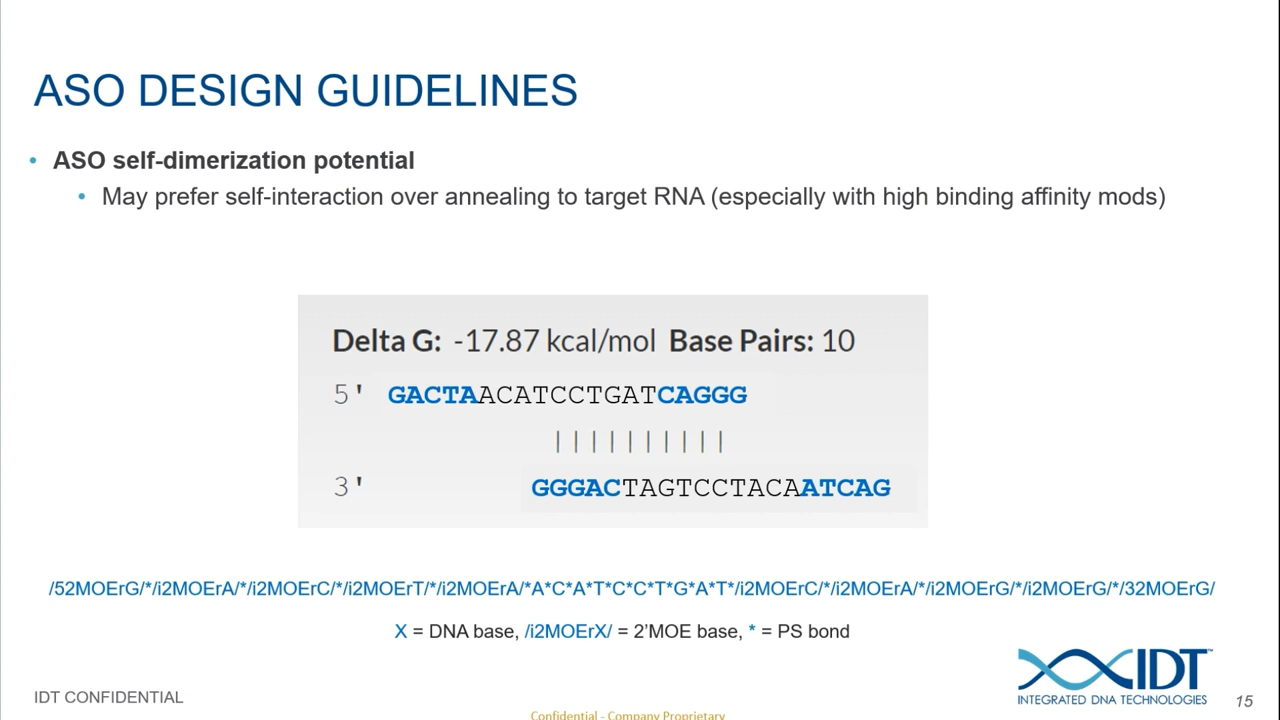 ASO DESIGN GUIDELINES
• ASO self-dimerization potential
• May prefer self-interaction over annealing to target RNA (especially with high binding affinity mods)
Delta G: -17.87 kcal/mol Base Pairs: 10
5' GACTAACATCCTGATCAGGG
| | | | | | | | | |
3' GGGACTAGTCCTACAATCAG
/52MOErG/*/i2MOErA/*/i2MOErC/*/i2MOErT/*/i2MOErA/*A*C*A*T*C*C*T*G*A*T*/i2MOErC/*/i2MOErA/*/i2MOErG/*/i2MOErG/*/32MOErG/
X = DNA base, /i2MOErX/ = 2'MOE base, * = PS bond
IDT™
INTEGRATED DNA TECHNOLOGIES
IDT CONFIDENTIAL
15
Confidential - Company Proprietary